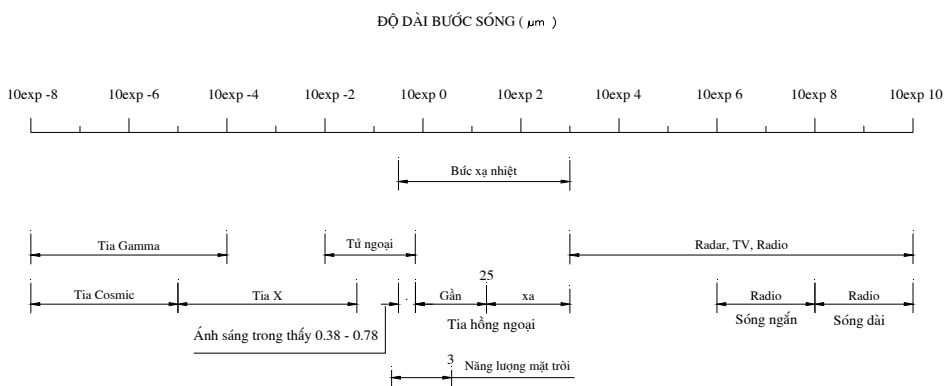 ĐỘ DÀI BƯỚC SÓNG ( μm )
10exp -8 10exp -6 10exp -4 10exp -2 10exp 0 10exp 2 10exp 4 10exp 6 10exp 8 10exp 10
Bức xạ nhiệt
Tia Gamma Tử ngoại Radar, TV, Radio
25
Tia Cosmic Tia X Gần xa Radio Radio
Tia hồng ngoại Sóng ngắn Sóng dài
Ánh sáng trong thấy 0.38 - 0.78
3 Năng lượng mặt trời